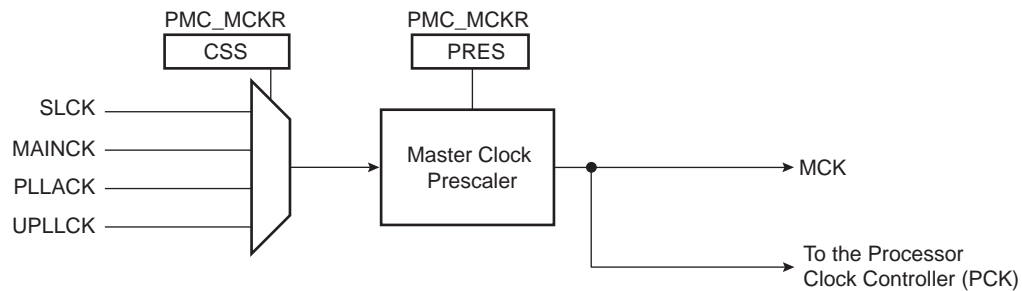 PMC_MCKR
CSS
PMC_MCKR
PRES
SLCK
MAINCK
PLLACK
UPLLCK
Master Clock
Prescaler
MCK
To the Processor
Clock Controller (PCK)